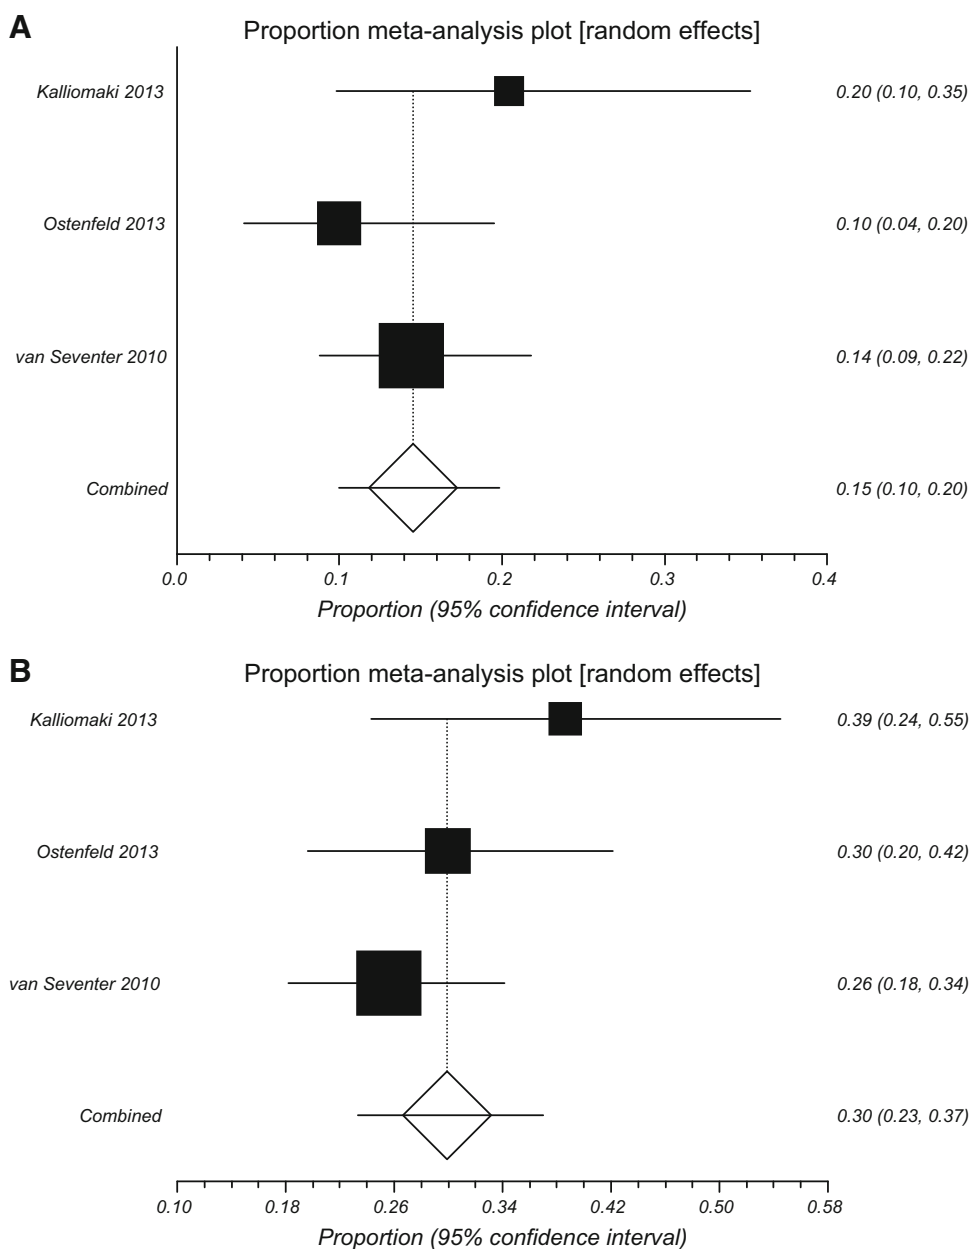 A
Proportion meta-analysis plot [random effects]
Kalliomaki 2013 0.20 (0.10, 0.35)
Ostenfeld 2013 0.10 (0.04, 0.20)
van Seventer 2010 0.14 (0.09, 0.22)
Combined 0.15 (0.10, 0.20)
0.0 0.1 0.2 0.3 0.4
Proportion (95% confidence interval)
B
Proportion meta-analysis plot [random effects]
Kalliomaki 2013 0.39 (0.24, 0.55)
Ostenfeld 2013 0.30 (0.20, 0.42)
van Seventer 2010 0.26 (0.18, 0.34)
Combined 0.30 (0.23, 0.37)
0.10 0.18 0.26 0.34 0.42 0.50 0.58
Proportion (95% confidence interval)